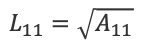 L₁₁ = √A₁₁